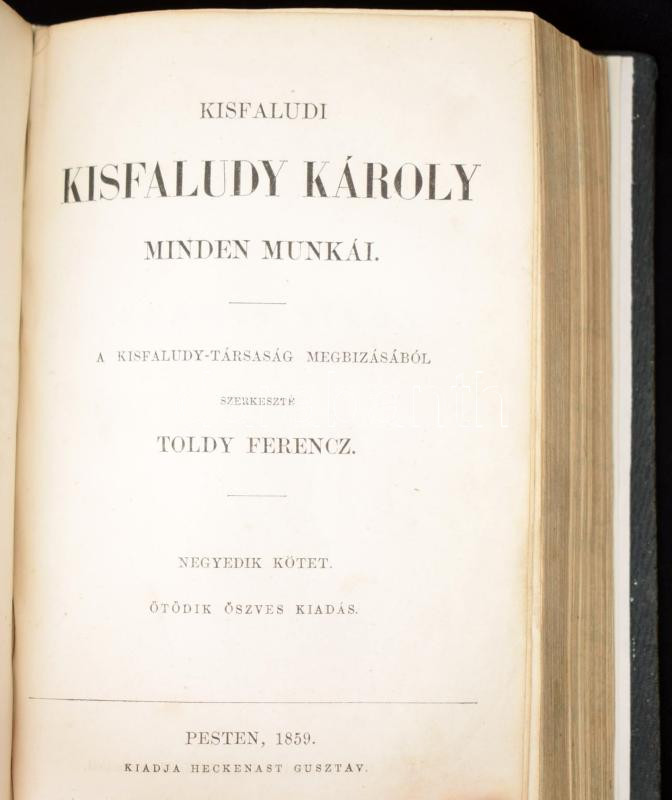 KISFALUDI
KISFALUDY KÁROLY
MINDEN MUNKÁI.
A KISFALUDY-TÁRSASÁG MEGBIZÁSÁBÓL
SZERKESZTÉ
TOLDY FERENCZ.
NEGYEDIK KÖTET.
ÖTÖDIK ÖSZVES KIADÁS.
PESTEN, 1859.
KIADJA HECKENAST GUSZTÁV.